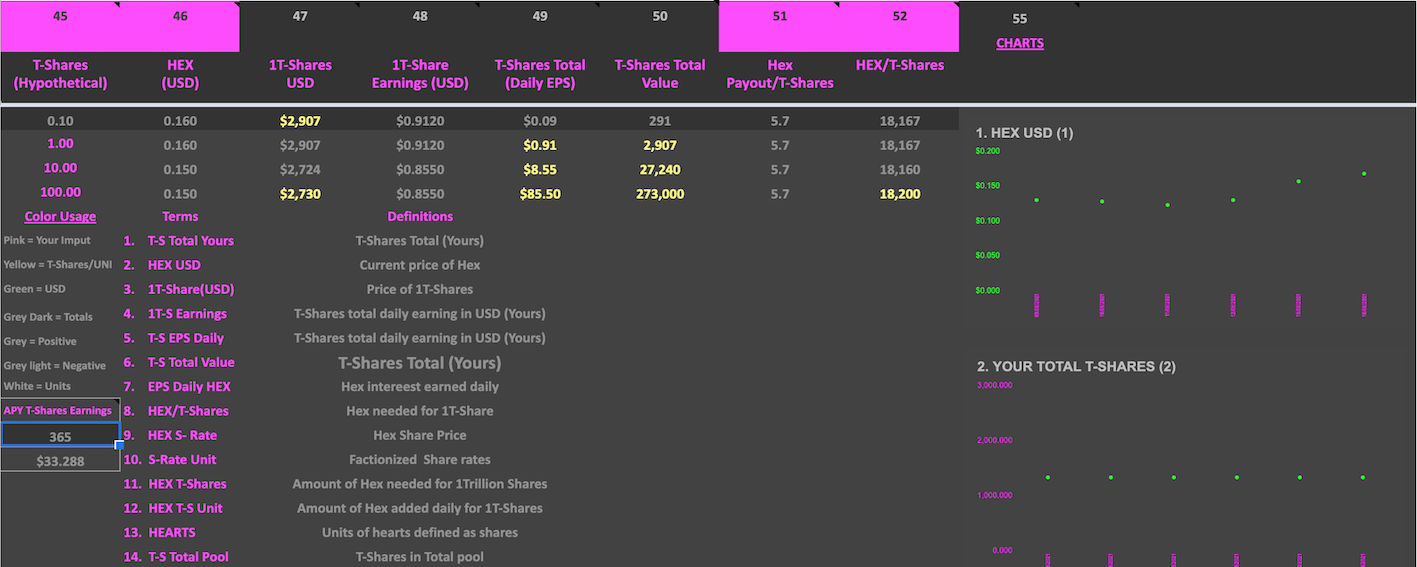 45 46 47 48 49 50 51 52 55
CHARTS
T-Shares (Hypothetical) HEX (USD) 1T-Shares USD 1T-Share Earnings (USD) T-Shares Total (Daily EPS) T-Shares Total Value Hex Payout/T-Shares HEX/T-Shares
0.10 0.160 $2,907 $0.9120 $0.09 291 5.7 18,167
1.00 0.160 $2,907 $0.9120 $0.91 2,907 5.7 18,167
10.00 0.150 $2,724 $0.8550 $8.55 27,240 5.7 18,160
100.00 0.150 $2,730 $0.8550 $85.50 273,000 5.7 18,200
Color Usage Terms Definitions
Pink = Your Imput 1. T-S Total Yours T-Shares Total (Yours)
Yellow = T-Shares/UNI 2. HEX USD Current price of Hex
Green = USD 3. 1T-Share(USD) Price of 1T-Shares
Grey Dark = Totals 4. 1T-S Earnings T-Shares total daily earning in USD (Yours)
Grey = Positive 5. T-S EPS Daily T-Shares total daily earning in USD (Yours)
Grey light = Negative 6. T-S Total Value T-Shares Total (Yours)
White = Units 7. EPS Daily HEX Hex intereest earned daily
APY T-Shares Earnings 8. HEX/T-Shares Hex needed for 1T-Share
365 9. HEX S- Rate Hex Share Price
$33.288 10. S-Rate Unit Factionized Share rates
11. HEX T-Shares Amount of Hex needed for 1Trillion Shares
12. HEX T-S Unit Amount of Hex added daily for 1T-Shares
13. HEARTS Units of hearts defined as shares
14. T-S Total Pool T-Shares in Total pool
1. HEX USD (1)
$0.200
$0.150
$0.100
$0.050
$0.000
2. YOUR TOTAL T-SHARES (2)
3,000.000
2,000.000
1,000.000
0.000